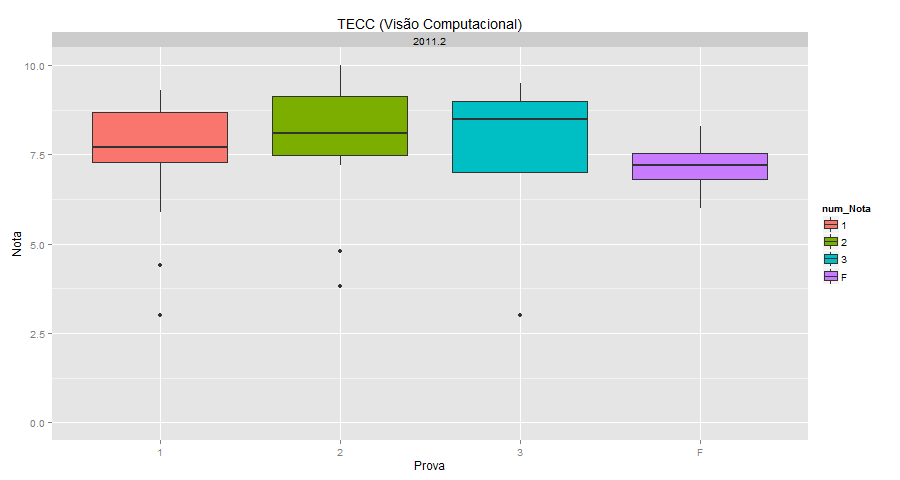 TECC (Visão Computacional)
2011.2
10.0
7.5
5.0
2.5
0.0
Nota
1
2
3
F
Prova
num_Nota
1
2
3
F